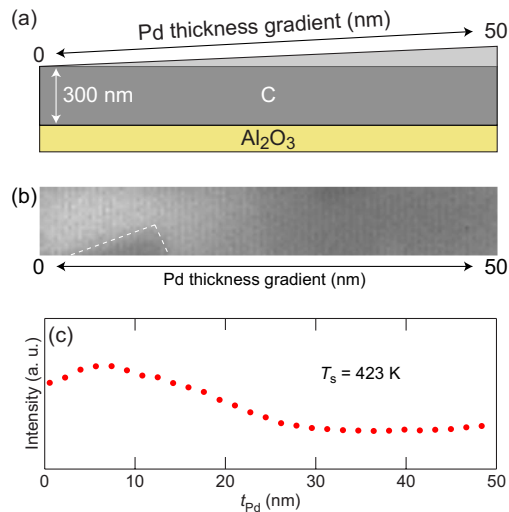 (a)
Pd thickness gradient (nm)
0
50
300 nm
C
Al₂O₃
(b)
0
50
Pd thickness gradient (nm)
(c)
Tₛ = 423 K
Intensity (a. u.)
0
10
20
30
40
50
t_Pd (nm)